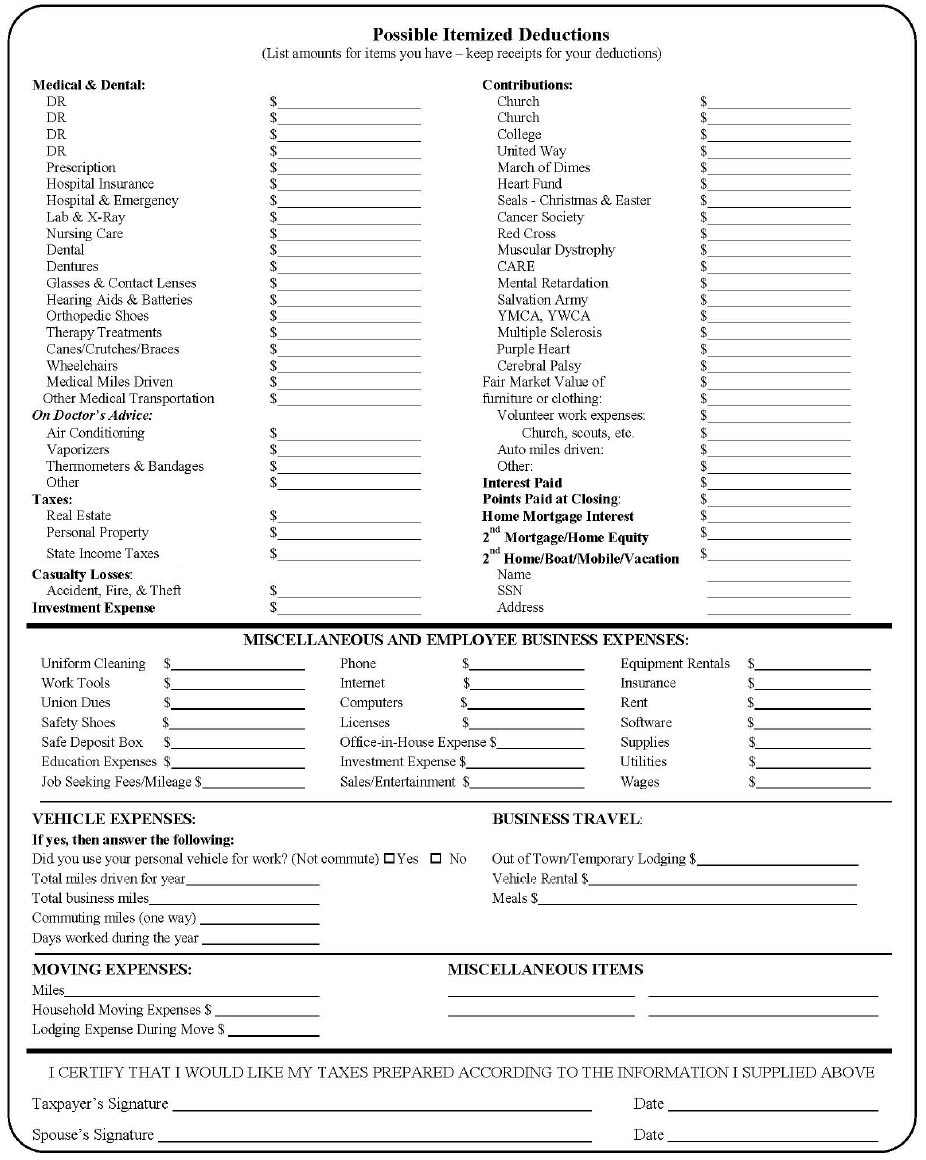 Possible Itemized Deductions
(List amounts for items you have – keep receipts for your deductions)
Medical & Dental:
DR $
DR $
DR $
DR $
Prescription $
Hospital Insurance $
Hospital & Emergency $
Lab & X-Ray $
Nursing Care $
Dental $
Dentures $
Glasses & Contact Lenses $
Hearing Aids & Batteries $
Orthopedic Shoes $
Therapy Treatments $
Canes/Crutches/Braces $
Wheelchairs $
Medical Miles Driven $
Other Medical Transportation $
On Doctor's Advice:
Air Conditioning $
Vaporizers $
Thermometers & Bandages $
Other $
Taxes:
Real Estate $
Personal Property $
State Income Taxes $
Casualty Losses:
Accident, Fire, & Theft $
Investment Expense $
Contributions:
Church $
Church $
College $
United Way $
March of Dimes $
Heart Fund $
Seals - Christmas & Easter $
Cancer Society $
Red Cross $
Muscular Dystrophy $
CARE $
Mental Retardation $
Salvation Army $
YMCA, YWCA $
Multiple Sclerosis $
Purple Heart $
Cerebral Palsy $
Fair Market Value of $
furniture or clothing: $
Volunteer work expenses: $
Church, scouts, etc. $
Auto miles driven: $
Other: $
Interest Paid $
Points Paid at Closing: $
Home Mortgage Interest $
2nd Mortgage/Home Equity $
2nd Home/Boat/Mobile/Vacation $
Name
SSN
Address
MISCELLANEOUS AND EMPLOYEE BUSINESS EXPENSES:
Uniform Cleaning $ Phone $ Equipment Rentals $
Work Tools $ Internet $ Insurance $
Union Dues $ Computers $ Rent $
Safety Shoes $ Licenses $ Software $
Safe Deposit Box $ Office-in-House Expense $ Supplies $
Education Expenses $ Investment Expense $ Utilities $
Job Seeking Fees/Mileage $ Sales/Entertainment $ Wages $
VEHICLE EXPENSES:
If yes, then answer the following:
Did you use your personal vehicle for work? (Not commute) ☐Yes ☐ No
Total miles driven for year
Total business miles
Commuting miles (one way)
Days worked during the year
BUSINESS TRAVEL:
Out of Town/Temporary Lodging $
Vehicle Rental $
Meals $
MOVING EXPENSES:
Miles
Household Moving Expenses $
Lodging Expense During Move $
MISCELLANEOUS ITEMS
I CERTIFY THAT I WOULD LIKE MY TAXES PREPARED ACCORDING TO THE INFORMATION I SUPPLIED ABOVE
Taxpayer's Signature Date
Spouse's Signature Date